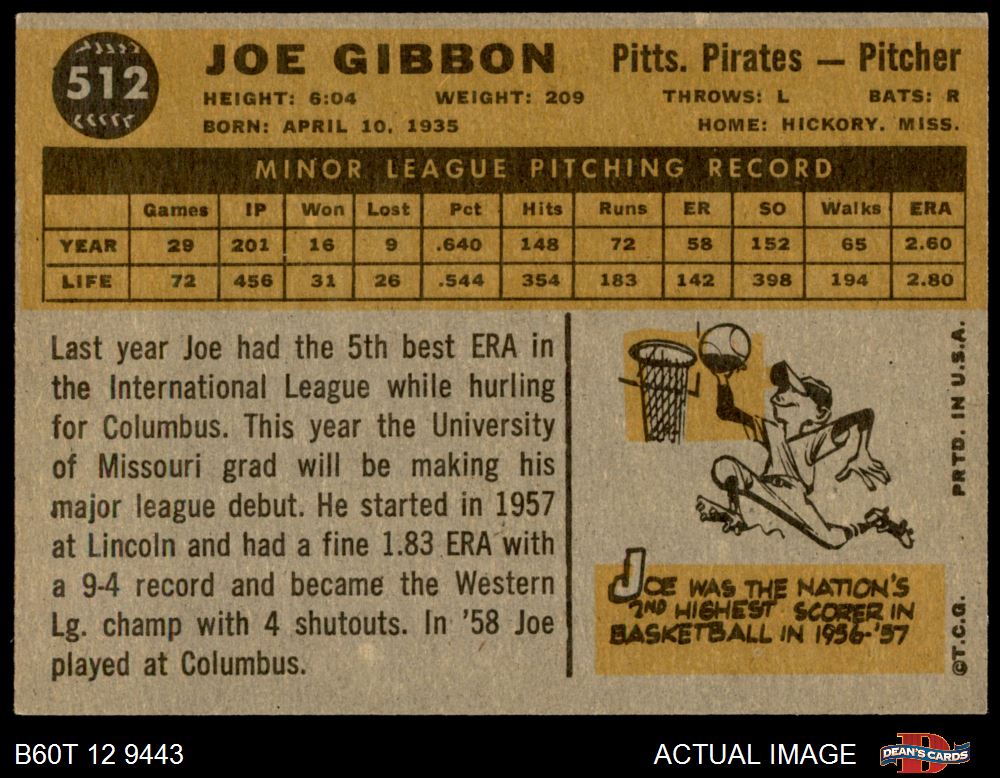 512
JOE GIBBON
Pitts. Pirates — Pitcher
HEIGHT: 6:04 WEIGHT: 209 THROWS: L BATS: R
BORN: APRIL 10, 1935 HOME: HICKORY, MISS.
MINOR LEAGUE PITCHING RECORD
Games IP Won Lost Pct Hits Runs ER SO Walks ERA
YEAR 29 201 16 9 .640 148 72 58 152 65 2.60
LIFE 72 456 31 26 .544 354 183 142 398 194 2.80
Last year Joe had the 5th best ERA in
the International League while hurling
for Columbus. This year the University
of Missouri grad will be making his
major league debut. He started in 1957
at Lincoln and had a fine 1.83 ERA with
a 9-4 record and became the Western
Lg. champ with 4 shutouts. In '58 Joe
played at Columbus.
JOE WAS THE NATION'S
2ND HIGHEST SCORER IN
BASKETBALL IN 1956-'57
©T.C.G. PRTD. IN U.S.A.
B60T 12 9443
ACTUAL IMAGE
D
DEAN'S CARDS